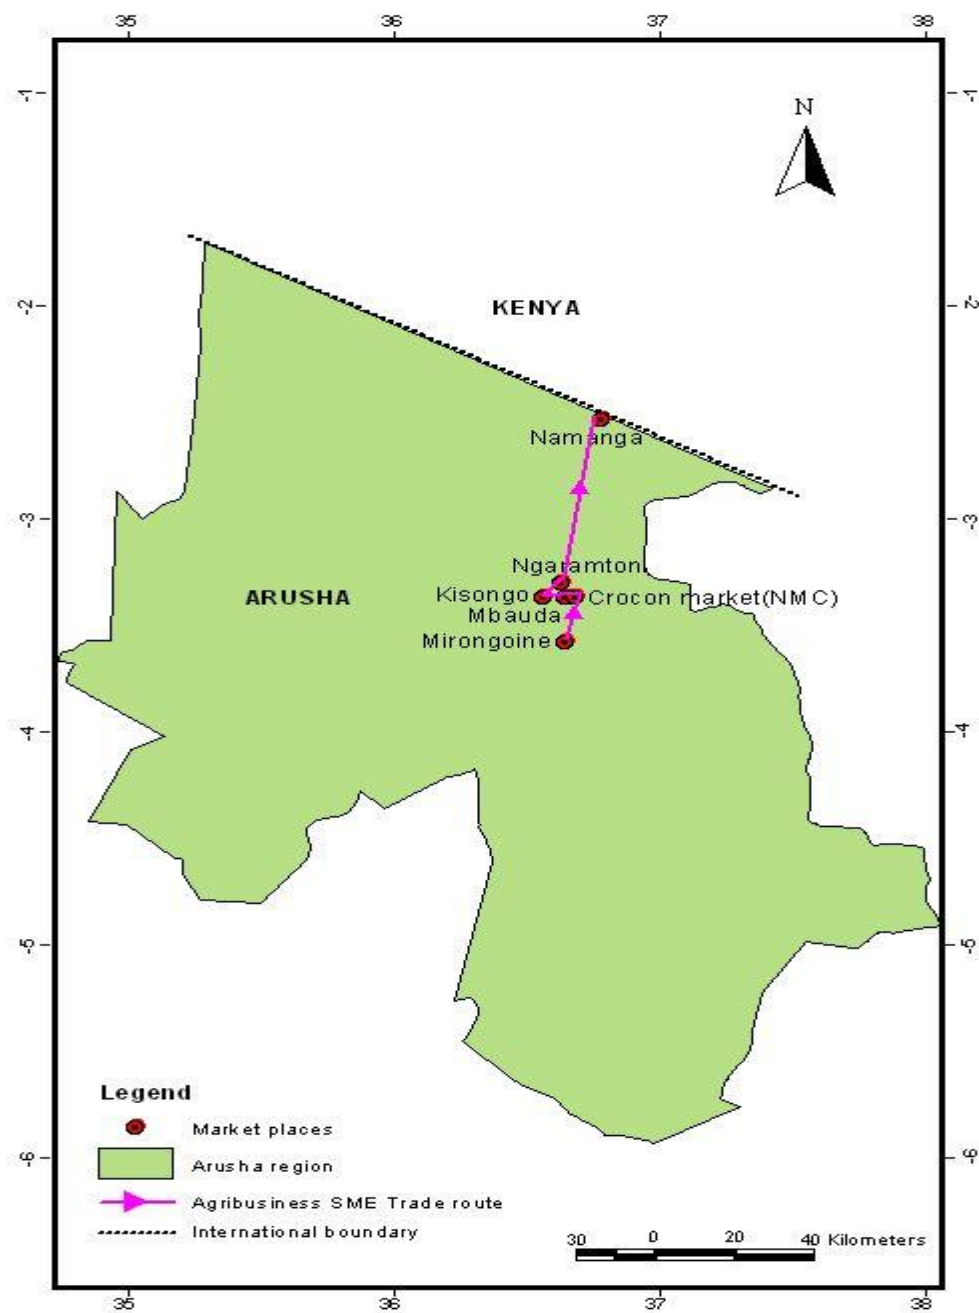 35 36 37 38
-1 -1
N
-2 -2
KENYA
Namanga
-3 -3
Ngaramtoni
Kisongo Crocon market(NMC)
ARUSHA
Mbauda
Mirongoine
-4 -4
-5 -5
Legend
Market places
-6 -6
Arusha region
Agribusiness SME Trade route
International boundary
30 0 20 40 Kilometers
35 36 37 38